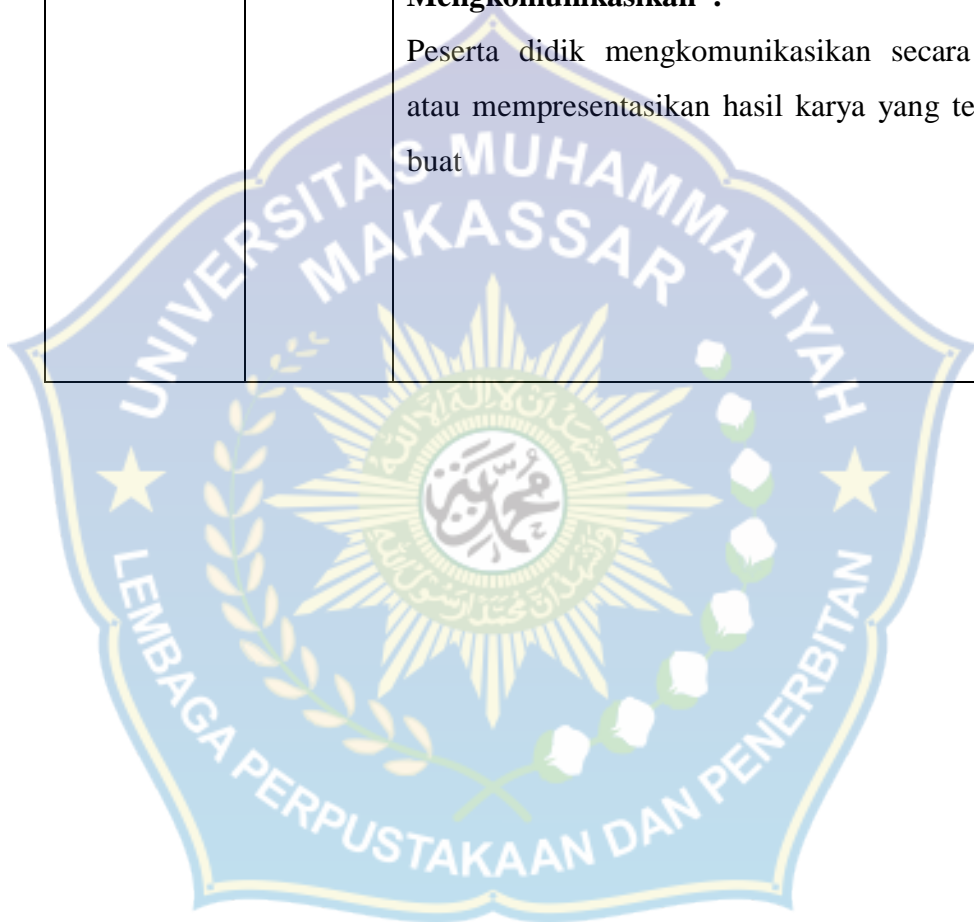 Mengkomunikasikan :
Peserta didik mengkomunikasikan secara
atau mempresentasikan hasil karya yang te
buat
UNIVERSITAS MUHAMMADIYAH
MAKASSAR
محمد
LEMBAGA PERPUSTAKAAN DAN PENERBITAN